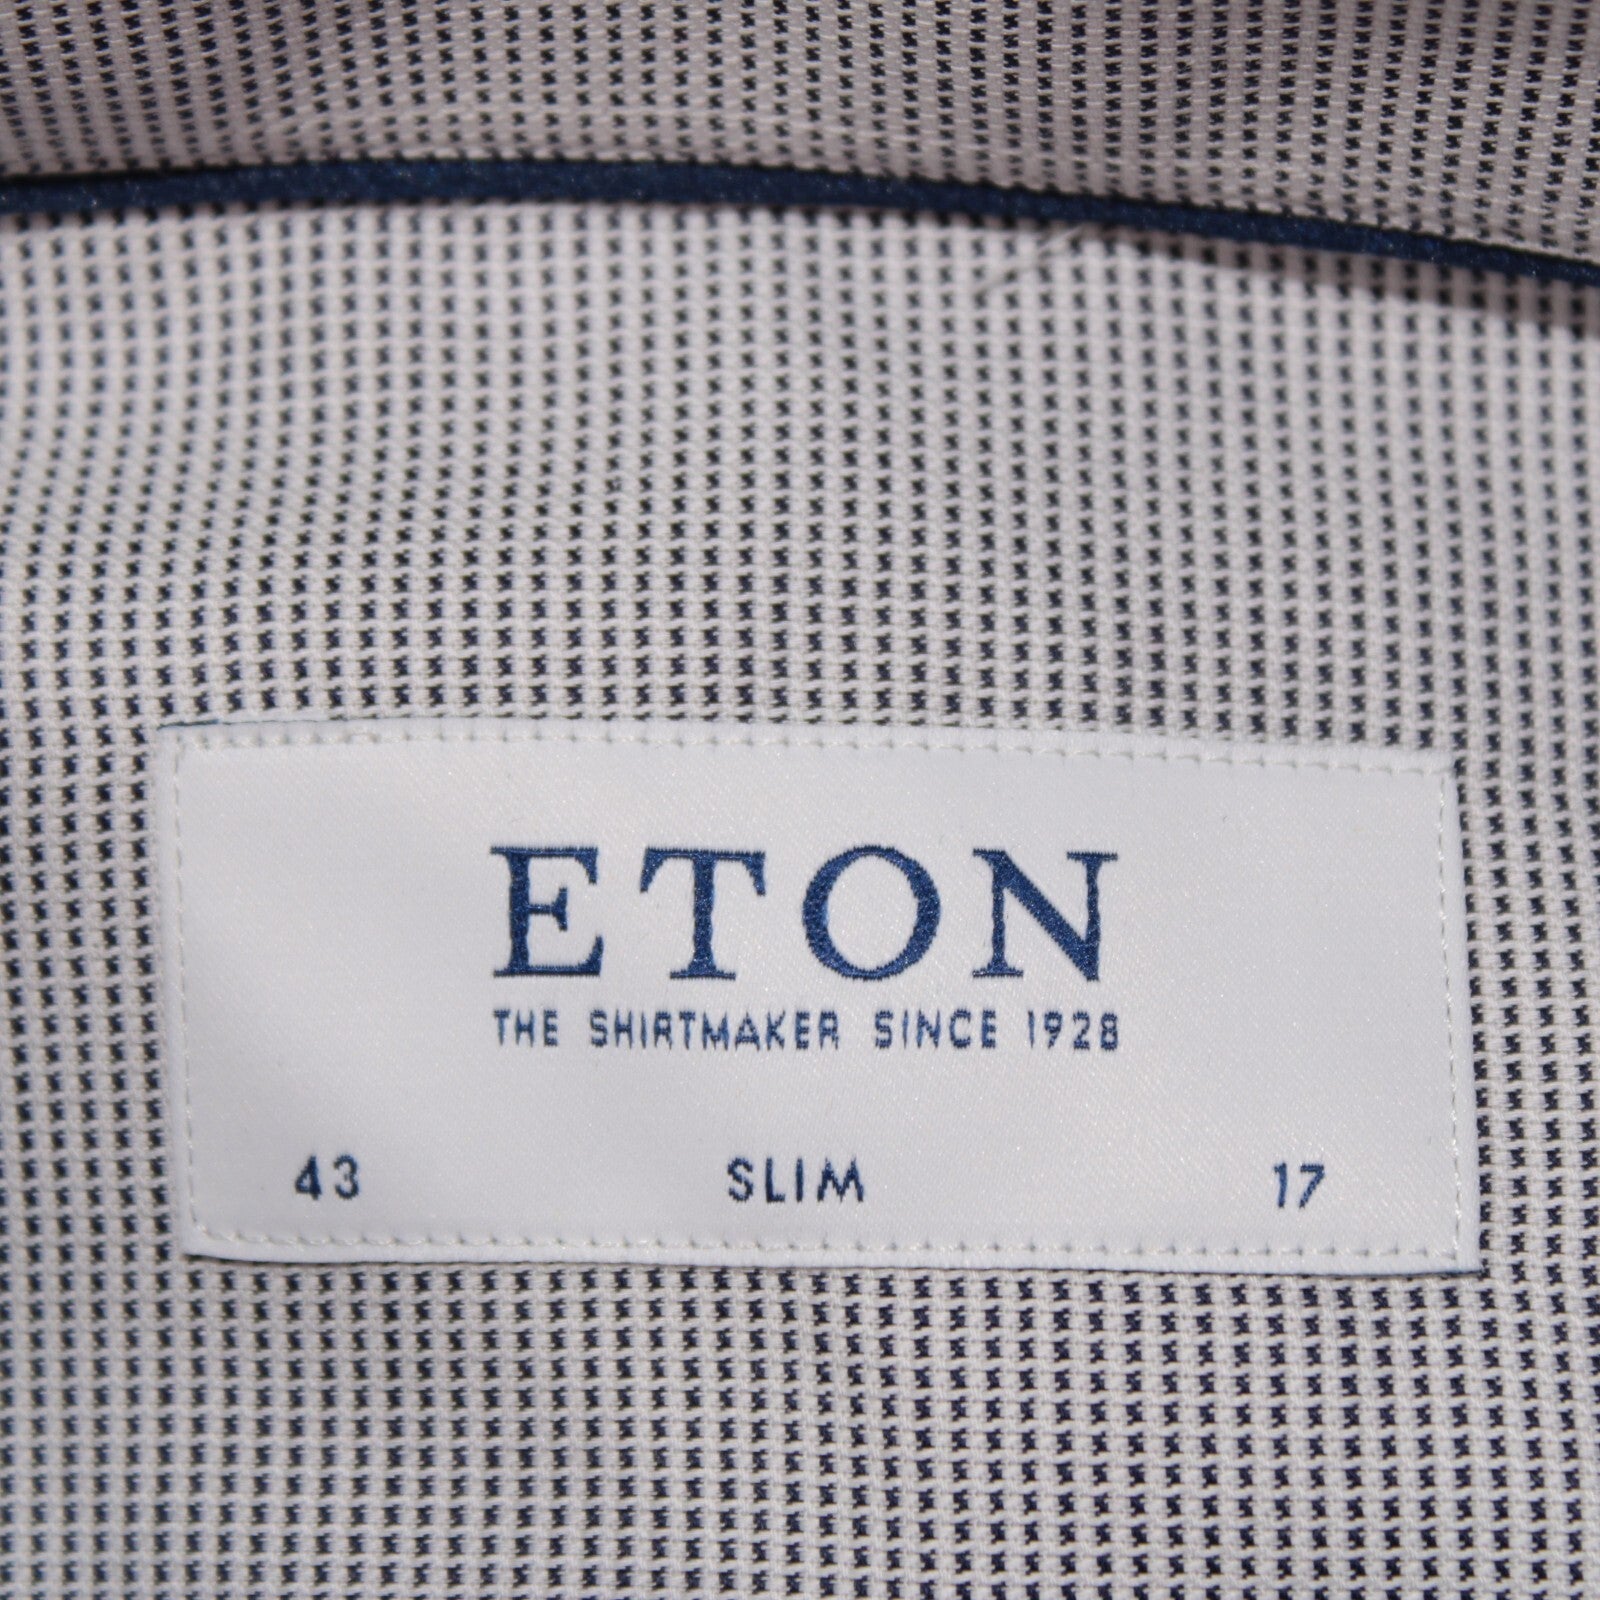 ETON
THE SHIRTMAKER SINCE 1928
43 SLIM 17